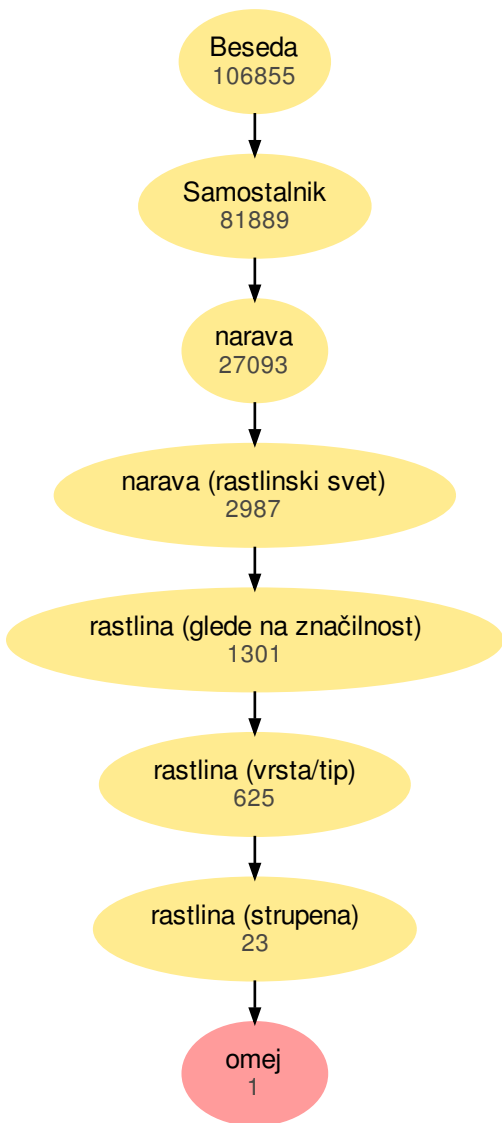 Beseda
106855
Samostalnik
81889
narava
27093
narava (rastlinski svet)
2987
rastlina (glede na značilnost)
1301
rastlina (vrsta/tip)
625
rastlina (strupena)
23
omej
1